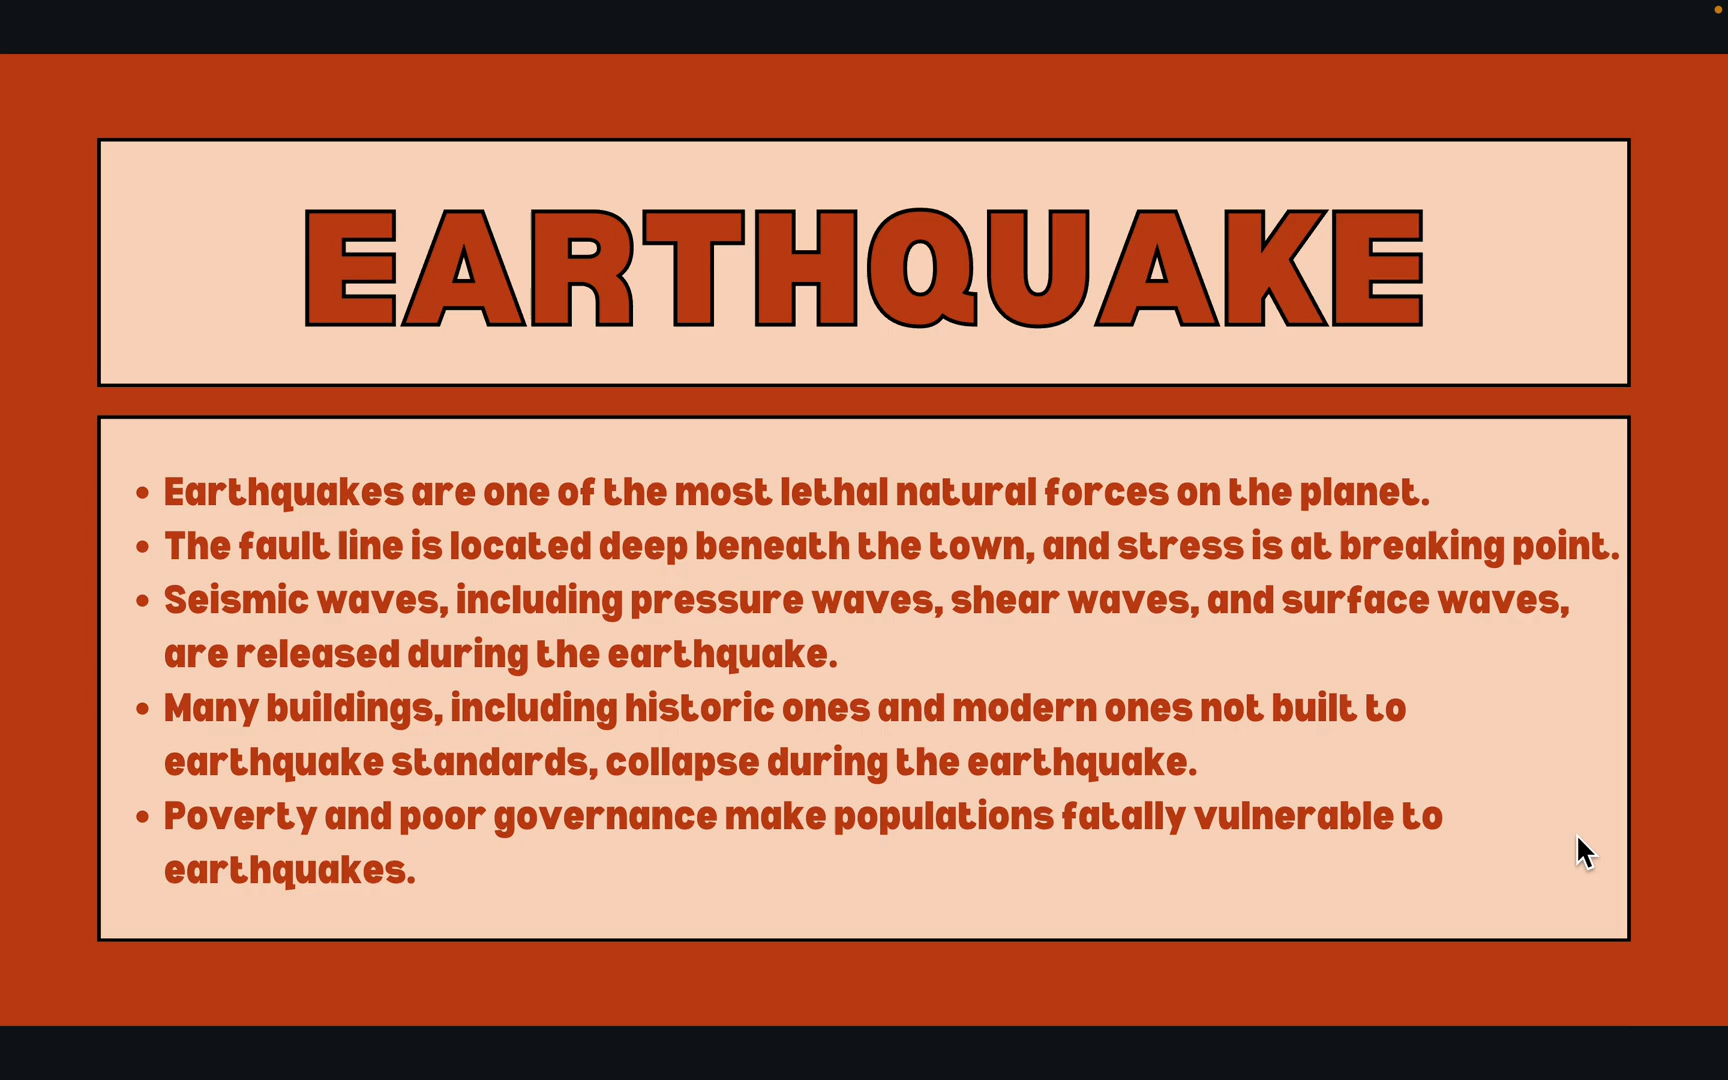 EARTHQUAKE
• Earthquakes are one of the most lethal natural forces on the planet.
• The fault line is located deep beneath the town, and stress is at breaking point.
• Seismic waves, including pressure waves, shear waves, and surface waves,
are released during the earthquake.
• Many buildings, including historic ones and modern ones not built to
earthquake standards, collapse during the earthquake.
• Poverty and poor governance make populations fatally vulnerable to
earthquakes.